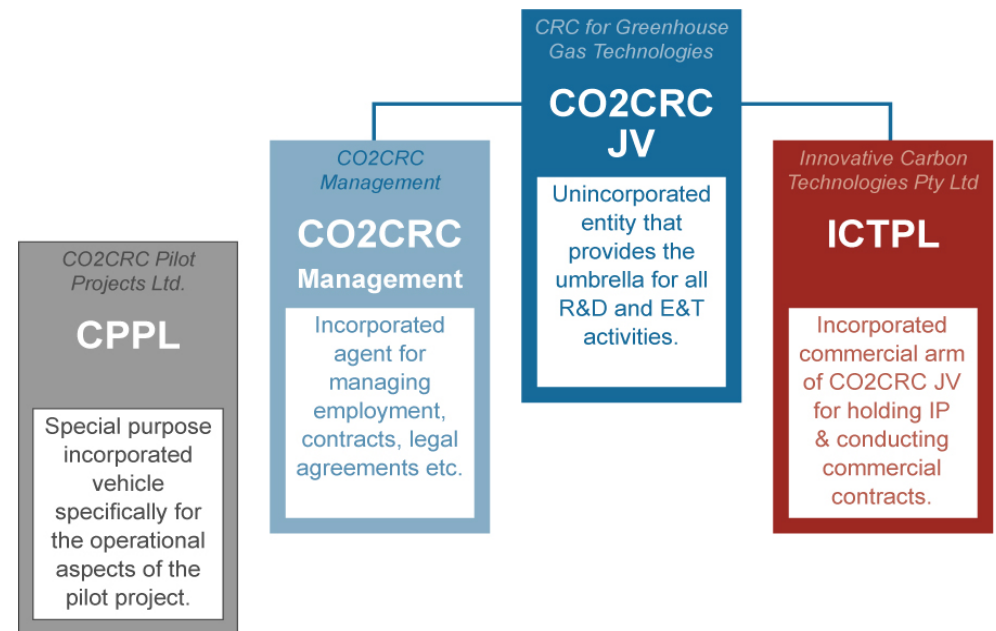 CRC for Greenhouse
Gas Technologies
CO2CRC
JV
Unincorporated
entity that
provides the
umbrella for all
R&D and E&T
activities.
CO2CRC
Management
CO2CRC
Management
Incorporated
agent for
managing
employment,
contracts, legal
agreements etc.
Innovative Carbon
Technologies Pty Ltd
ICTPL
Incorporated
commercial arm
of CO2CRC JV
for holding IP
& conducting
commercial
contracts.
CO2CRC Pilot
Projects Ltd.
CPPL
Special purpose
incorporated
vehicle
specifically for
the operational
aspects of the
pilot project.